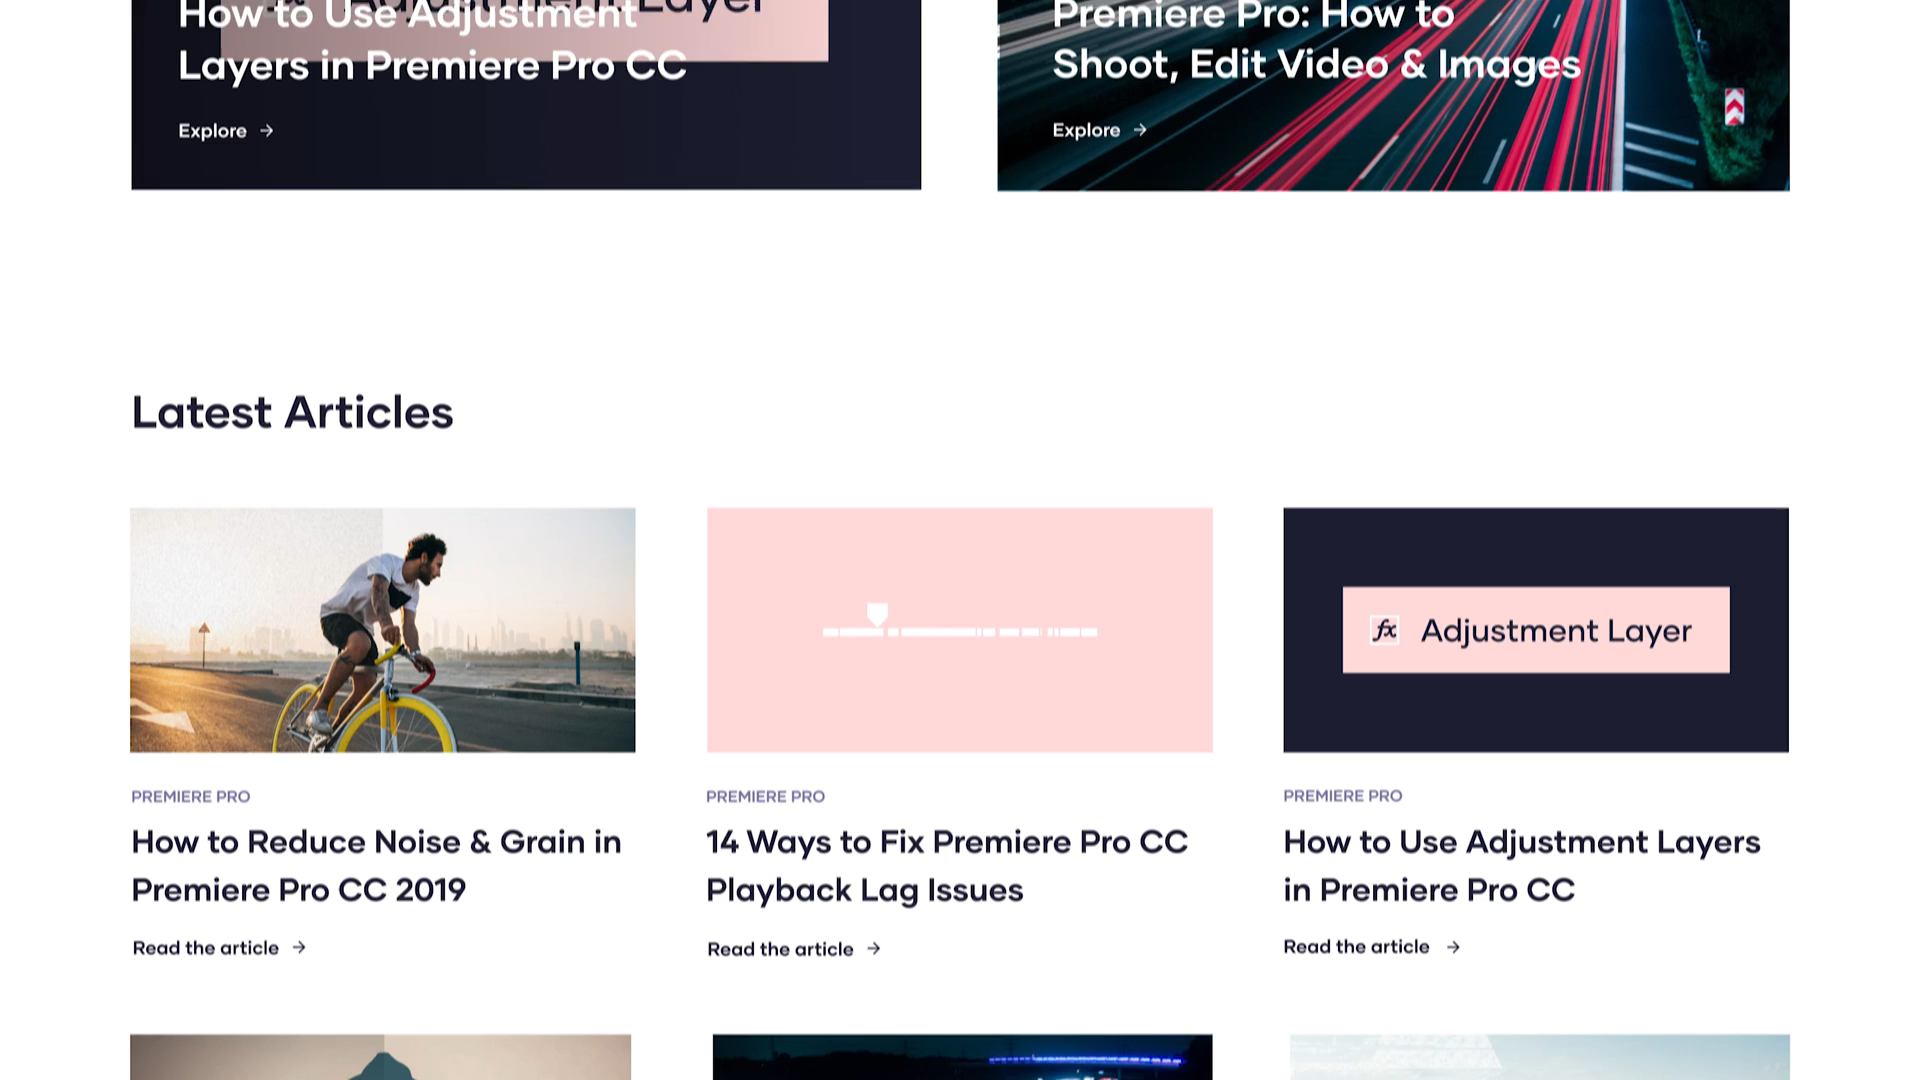 Layer
How to Use Adjustment
Layers in Premiere Pro CC
Explore →
Premiere Pro: How to
Shoot, Edit Video & Images
Explore →
Latest Articles
fx Adjustment Layer
PREMIERE PRO
How to Reduce Noise & Grain in
Premiere Pro CC 2019
Read the article →
PREMIERE PRO
14 Ways to Fix Premiere Pro CC
Playback Lag Issues
Read the article →
PREMIERE PRO
How to Use Adjustment Layers
in Premiere Pro CC
Read the article →